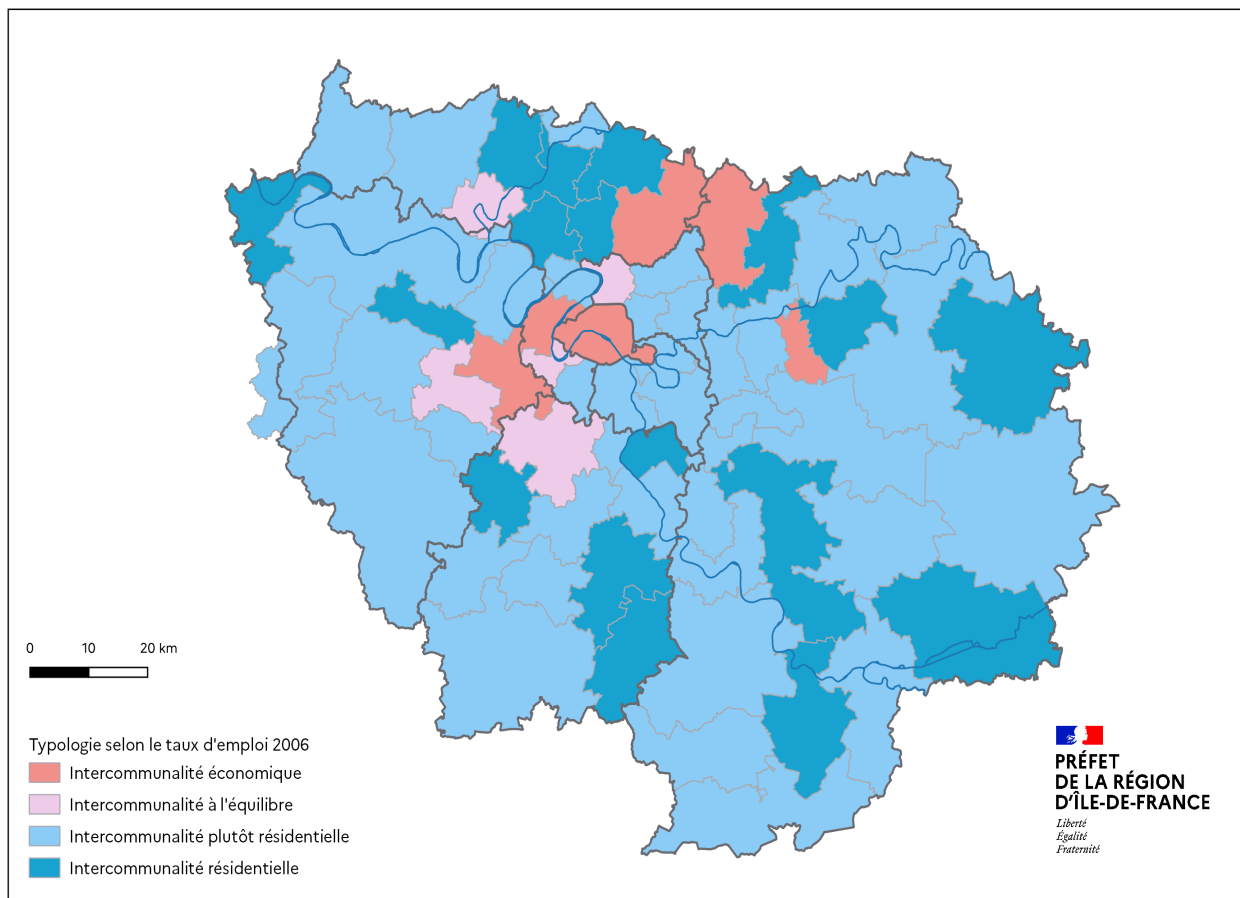 0 10 20 km
Typologie selon le taux d'emploi 2006
Intercommunalité économique
Intercommunalité à l'équilibre
Intercommunalité plutôt résidentielle
Intercommunalité résidentielle
PRÉFET
DE LA RÉGION
D'ÎLE-DE-FRANCE
Liberté
Égalité
Fraternité